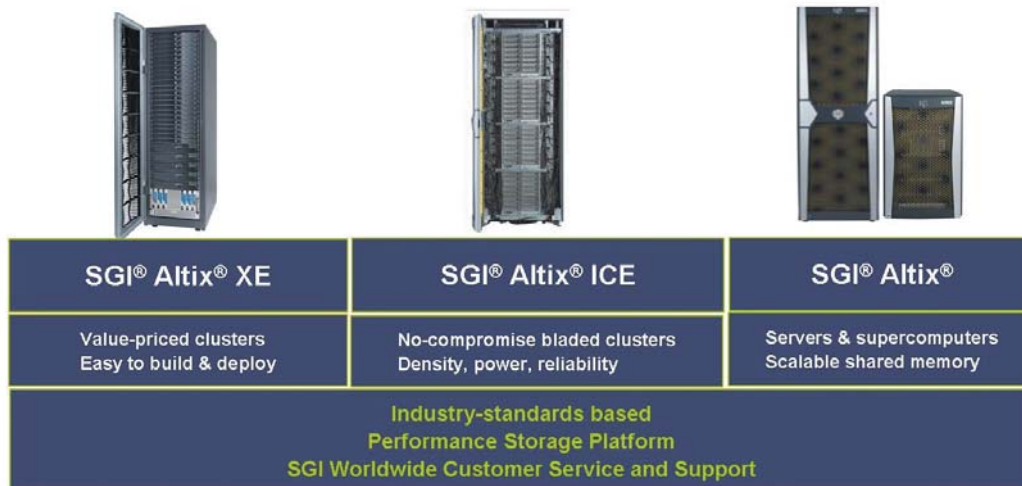 SGI® Altix® XE
Value-priced clusters
Easy to build & deploy
SGI® Altix® ICE
No-compromise bladed clusters
Density, power, reliability
SGI® Altix®
Servers & supercomputers
Scalable shared memory
Industry-standards based
Performance Storage Platform
SGI Worldwide Customer Service and Support